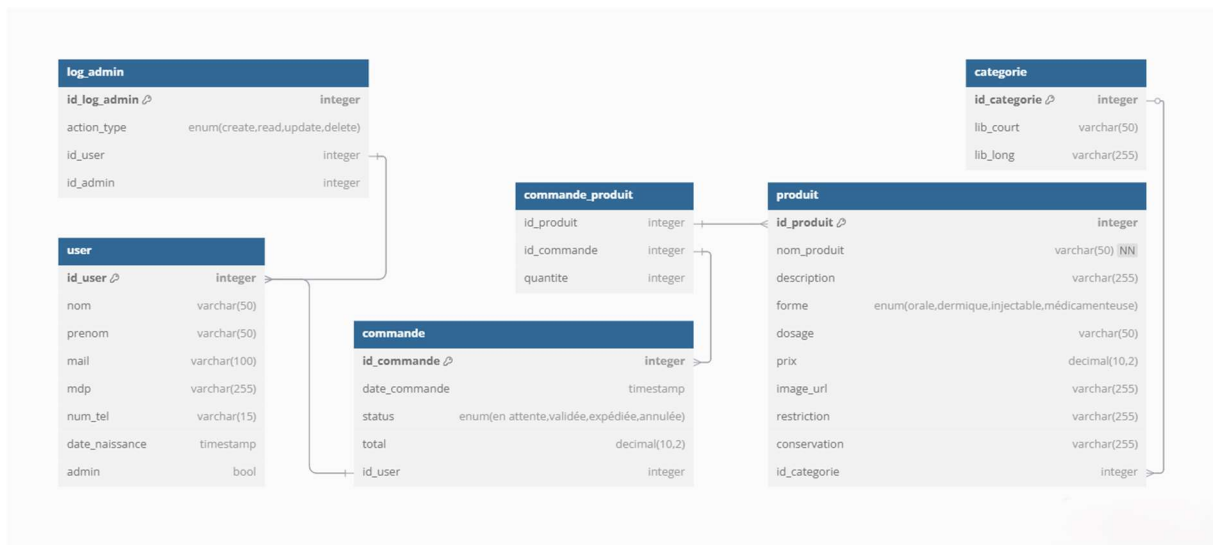 log_admin
id_log_admin integer
action_type enum(create,read,update,delete)
id_user integer
id_admin integer
user
id_user integer
nom varchar(50)
prenom varchar(50)
mail varchar(100)
mdp varchar(255)
num_tel varchar(15)
date_naissance timestamp
admin bool
commande_produit
id_produit integer
id_commande integer
quantite integer
commande
id_commande integer
date_commande timestamp
status enum(en attente,validée,expédiée,annulée)
total decimal(10,2)
id_user integer
categorie
id_categorie integer
lib_court varchar(50)
lib_long varchar(255)
produit
id_produit integer
nom_produit varchar(50) NN
description varchar(255)
forme enum(orale,dermique,injectable,médicamenteuse)
dosage varchar(50)
prix decimal(10,2)
image_url varchar(255)
restriction varchar(255)
conservation varchar(255)
id_categorie integer